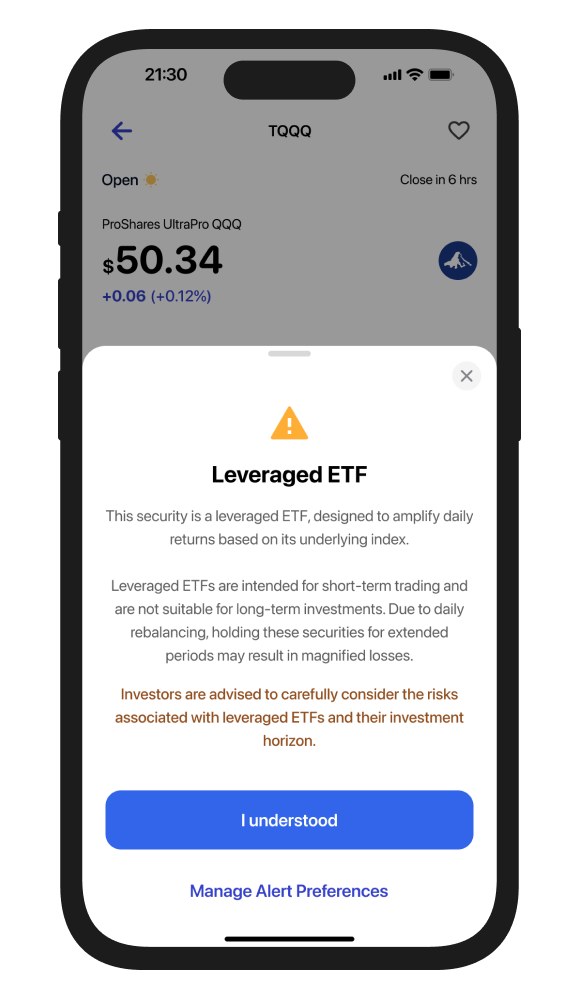 21:30
TQQQ
Open
Close in 6 hrs
ProShares UltraPro QQQ
$50.34
+0.06 (+0.12%)
Leveraged ETF
This security is a leveraged ETF, designed to amplify daily
returns based on its underlying index.
Leveraged ETFs are intended for short-term trading and
are not suitable for long-term investments. Due to daily
rebalancing, holding these securities for extended
periods may result in magnified losses.
Investors are advised to carefully consider the risks
associated with leveraged ETFs and their investment
horizon.
I understood
Manage Alert Preferences